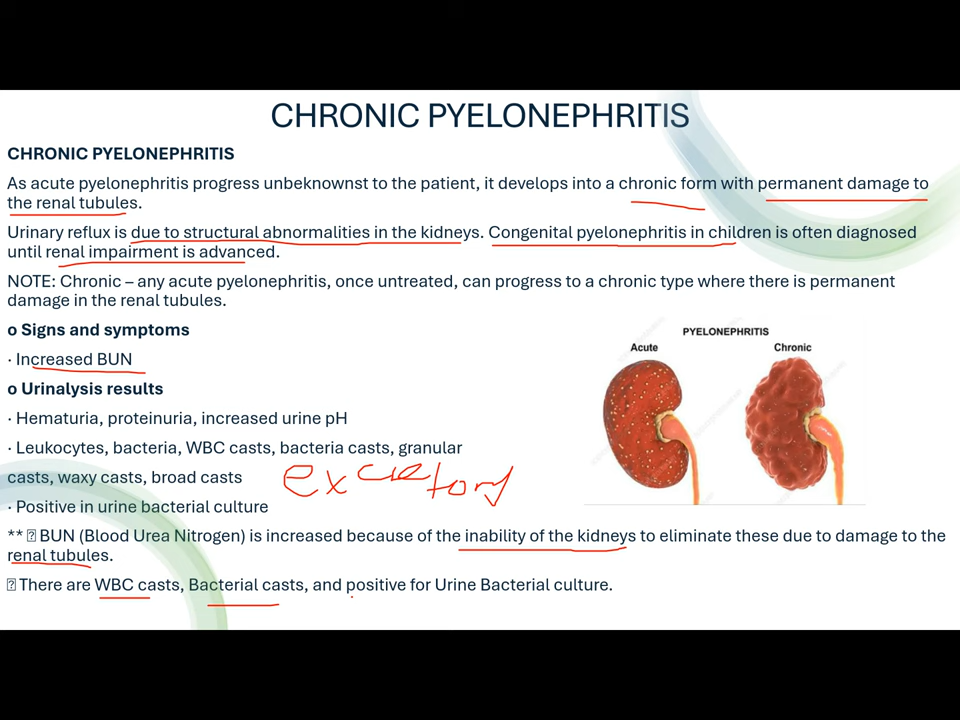 CHRONIC PYELONEPHRITIS
CHRONIC PYELONEPHRITIS
As acute pyelonephritis progress unbeknownst to the patient, it develops into a chronic form with permanent damage to
the renal tubules.
Urinary reflux is due to structural abnormalities in the kidneys. Congenital pyelonephritis in children is often diagnosed
until renal impairment is advanced.
NOTE: Chronic – any acute pyelonephritis, once untreated, can progress to a chronic type where there is permanent
damage in the renal tubules.
o Signs and symptoms
· Increased BUN
o Urinalysis results
· Hematuria, proteinuria, increased urine pH
· Leukocytes, bacteria, WBC casts, bacteria casts, granular
casts, waxy casts, broad casts
excretory
· Positive in urine bacterial culture
** BUN (Blood Urea Nitrogen) is increased because of the inability of the kidneys to eliminate these due to damage to the
renal tubules.
There are WBC casts, Bacterial casts, and positive for Urine Bacterial culture.
PYELONEPHRITIS
Acute Chronic